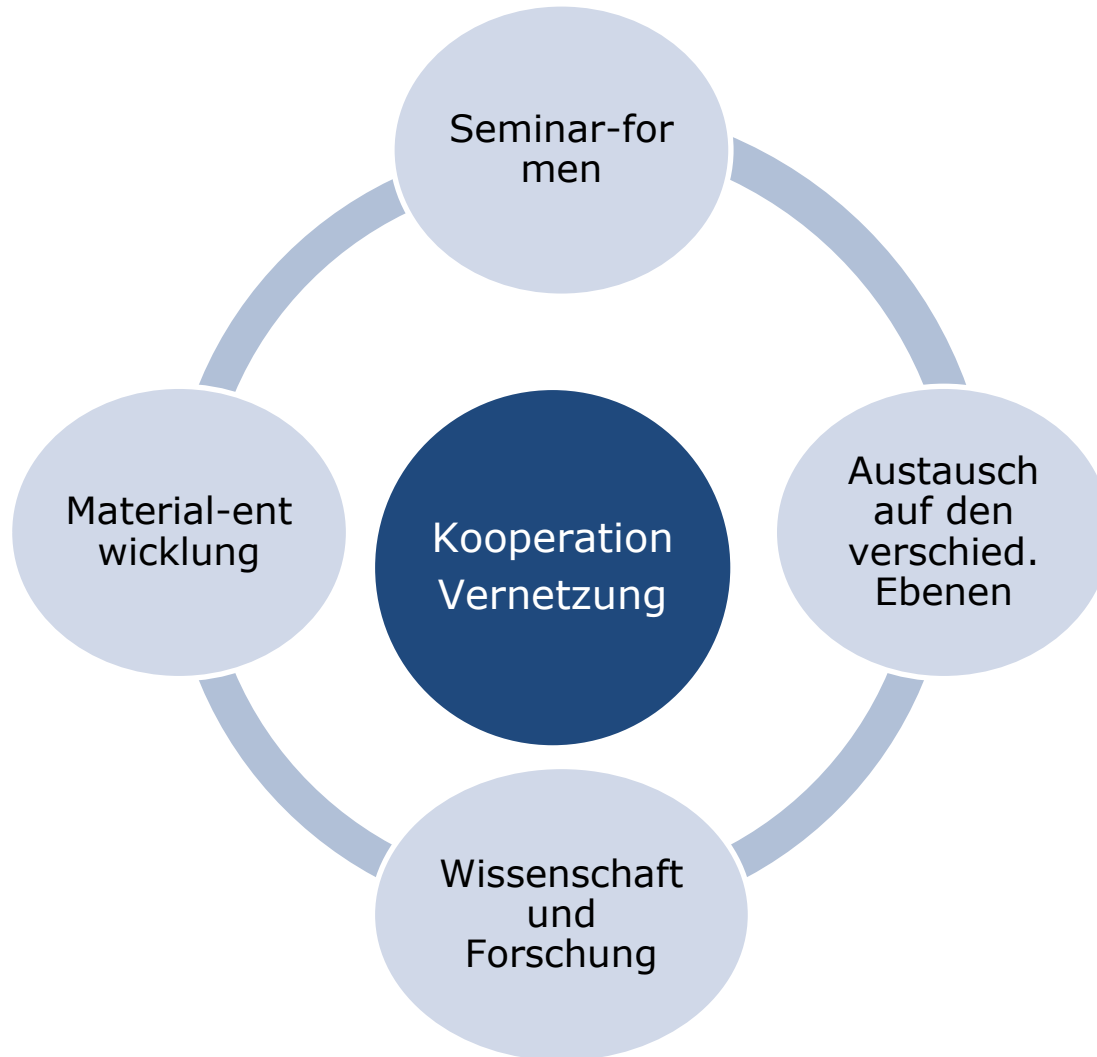 Seminar-for
men
Material-ent
wicklung
Kooperation
Vernetzung
Austausch
auf den
verschied.
Ebenen
Wissenschaft
und
Forschung